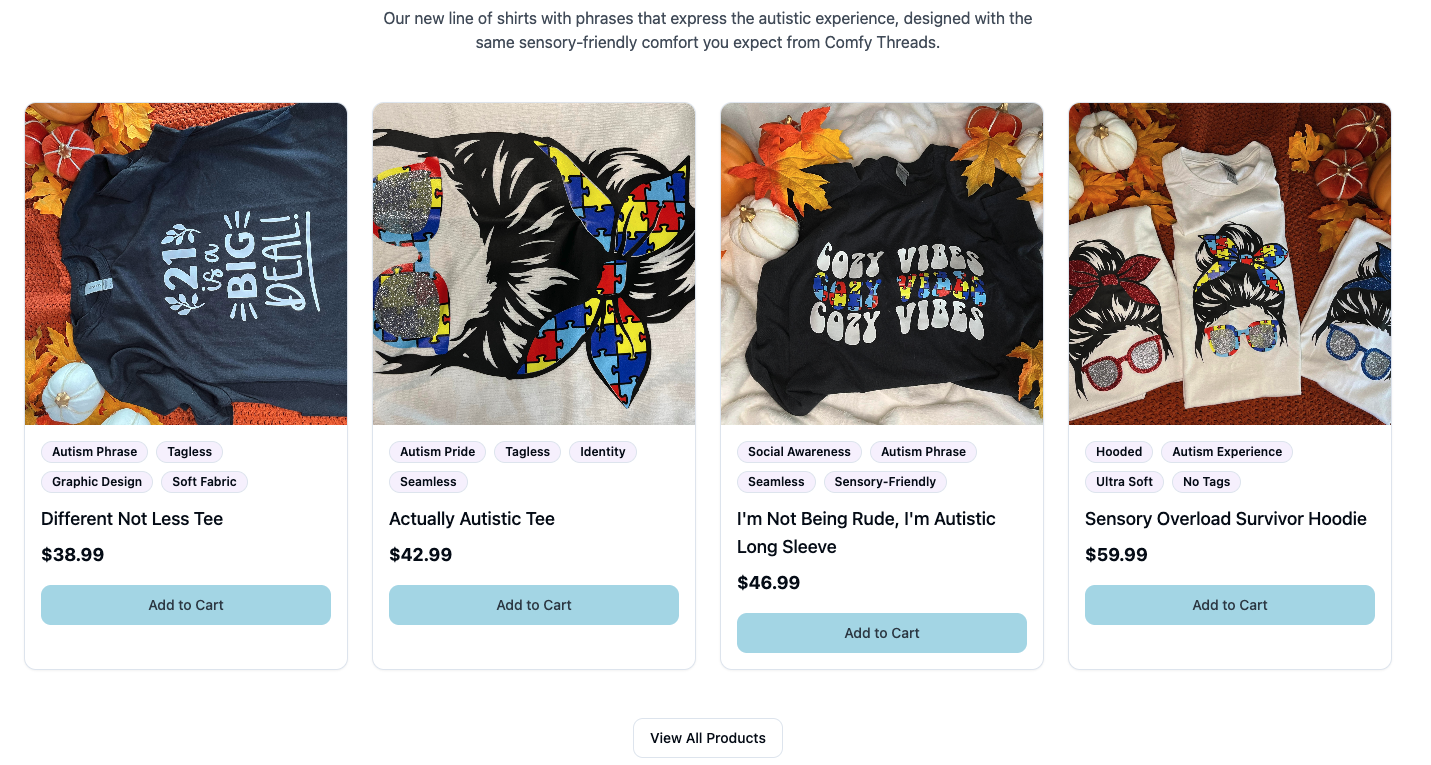 Our new line of shirts with phrases that express the autistic experience, designed with the
same sensory-friendly comfort you expect from Comfy Threads.
21
is a
BIG
DEAL!
COZY VIBES
COZY VIBES
COZY VIBES
Autism Phrase
Tagless
Graphic Design
Soft Fabric
Different Not Less Tee
$38.99
Add to Cart
Autism Pride
Tagless
Identity
Seamless
Actually Autistic Tee
$42.99
Add to Cart
Social Awareness
Autism Phrase
Seamless
Sensory-Friendly
I'm Not Being Rude, I'm Autistic
Long Sleeve
$46.99
Add to Cart
Hooded
Autism Experience
Ultra Soft
No Tags
Sensory Overload Survivor Hoodie
$59.99
Add to Cart
View All Products